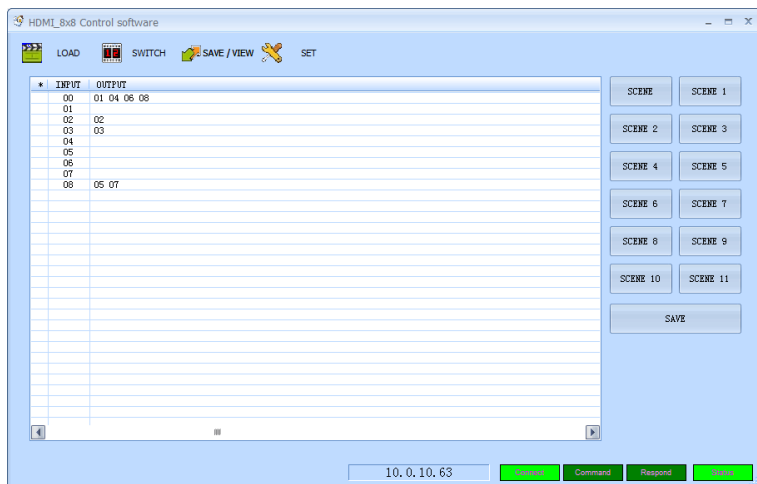 HDMI_8x8 Control software
LOAD SWITCH SAVE / VIEW SET
* INPUT OUTPUT
00 01 04 06 08
01
02 02
03 03
04
05
06
07
08 05 07
SCENE SCENE 1
SCENE 2 SCENE 3
SCENE 4 SCENE 5
SCENE 6 SCENE 7
SCENE 8 SCENE 9
SCENE 10 SCENE 11
SAVE
10. 0. 10. 63 Connect Command Respond Status